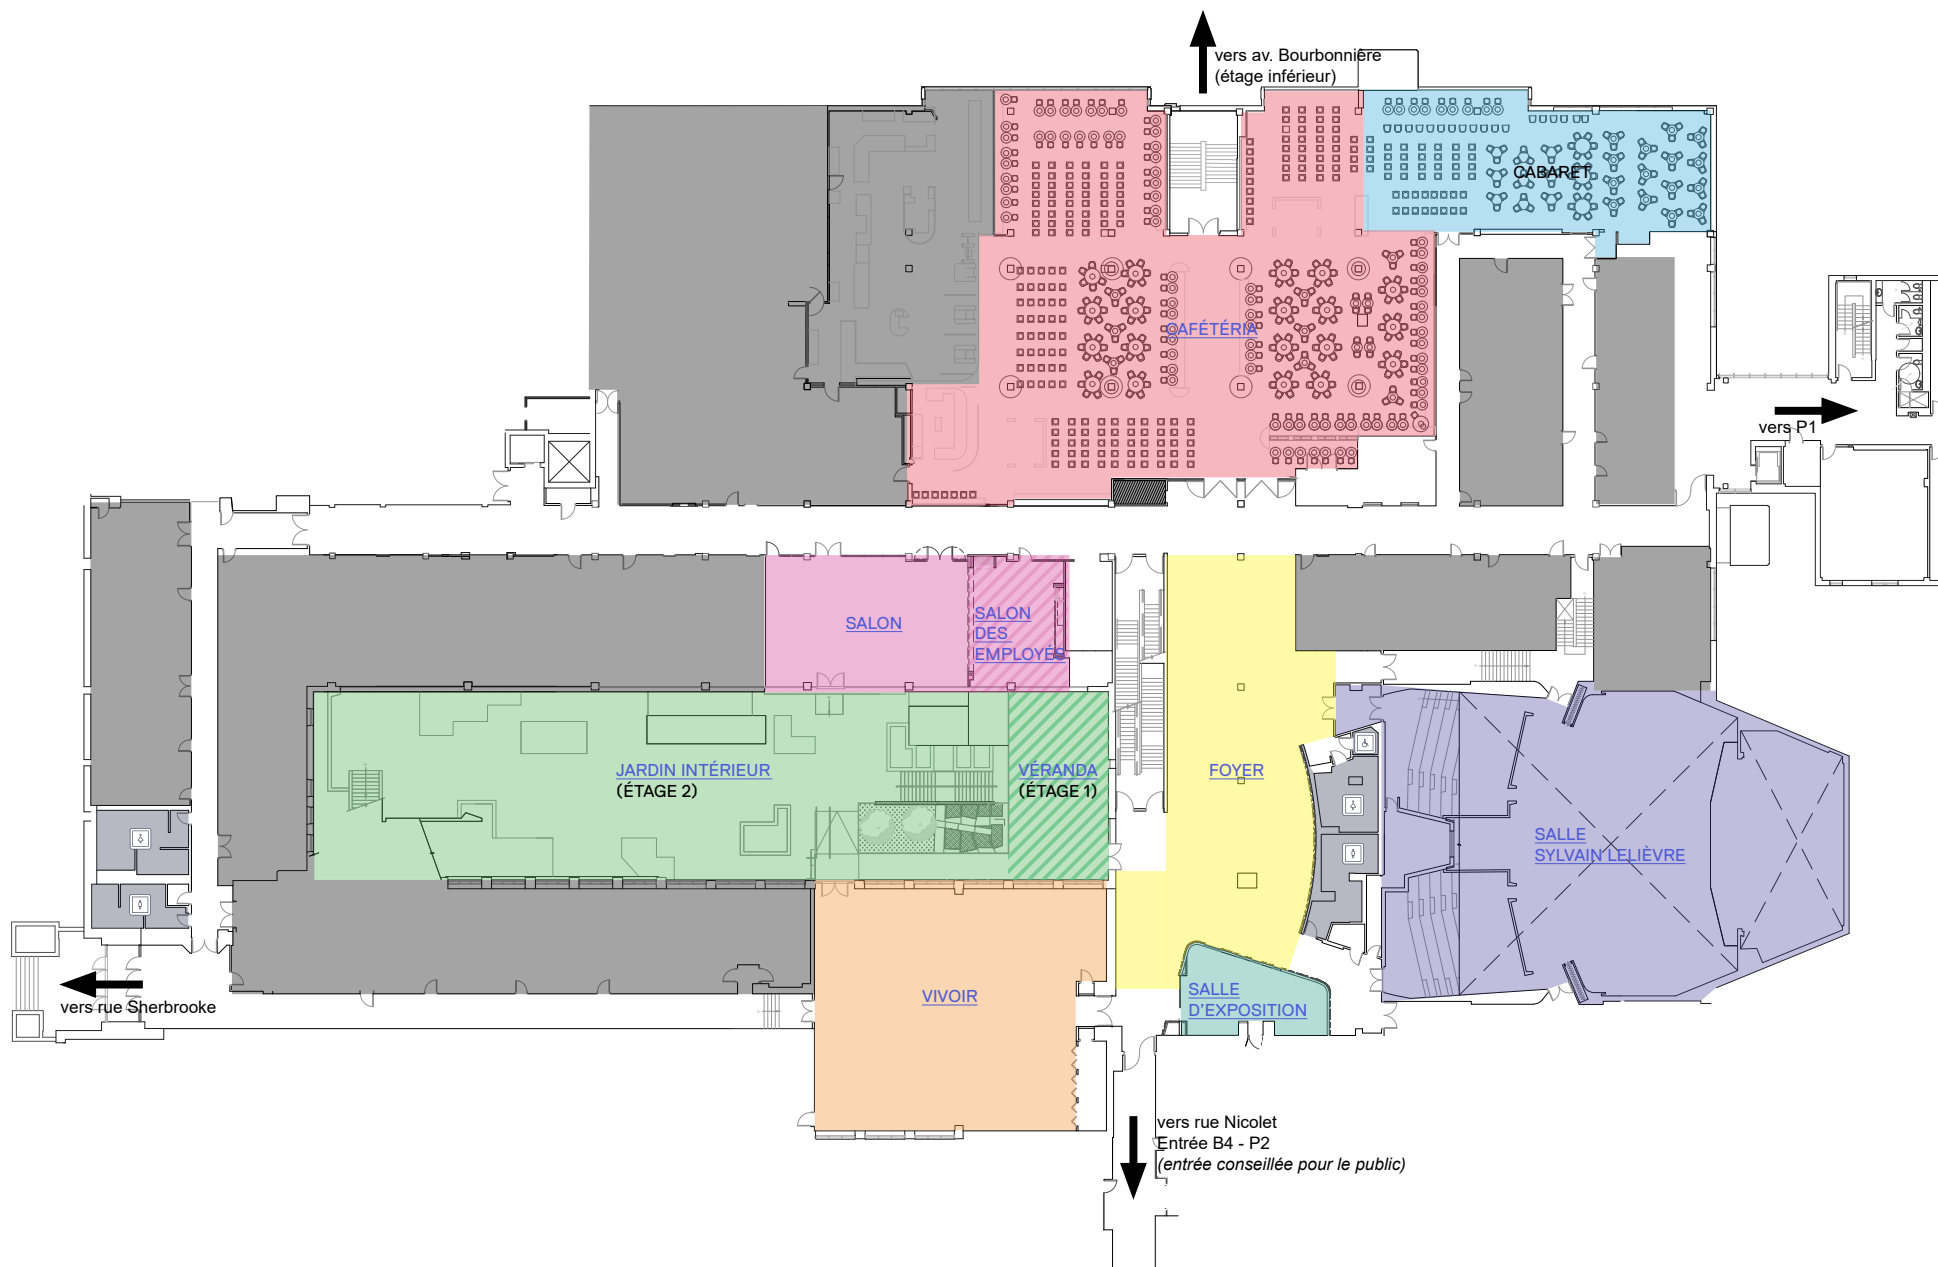 vers av. Bourbonnière
(étage inférieur)
CABARET
CAFÉTÉRIA
vers P1
SALON
SALON
DES
EMPLOYÉS
JARDIN INTÉRIEUR
(ÉTAGE 2)
VÉRANDA
(ÉTAGE 1)
FOYER
SALLE
SYLVAIN LELIÈVRE
VIVOIR
SALLE
D'EXPOSITION
vers rue Sherbrooke
vers rue Nicolet
Entrée B4 - P2
(entrée conseillée pour le public)